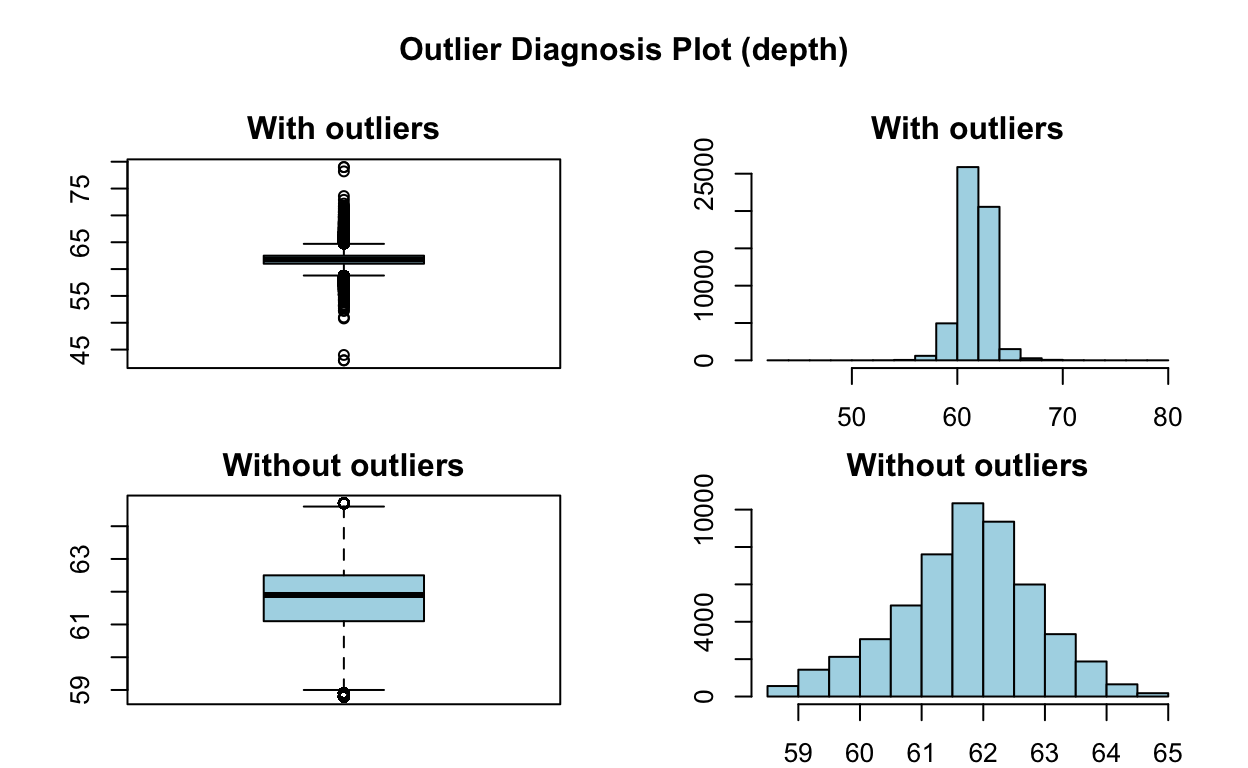 Outlier Diagnosis Plot (depth)
With outliers
75
65
55
45
With outliers
25000
10000
0
50 60 70 80
Without outliers
63
61
59
Without outliers
10000
4000
0
59 60 61 62 63 64 65